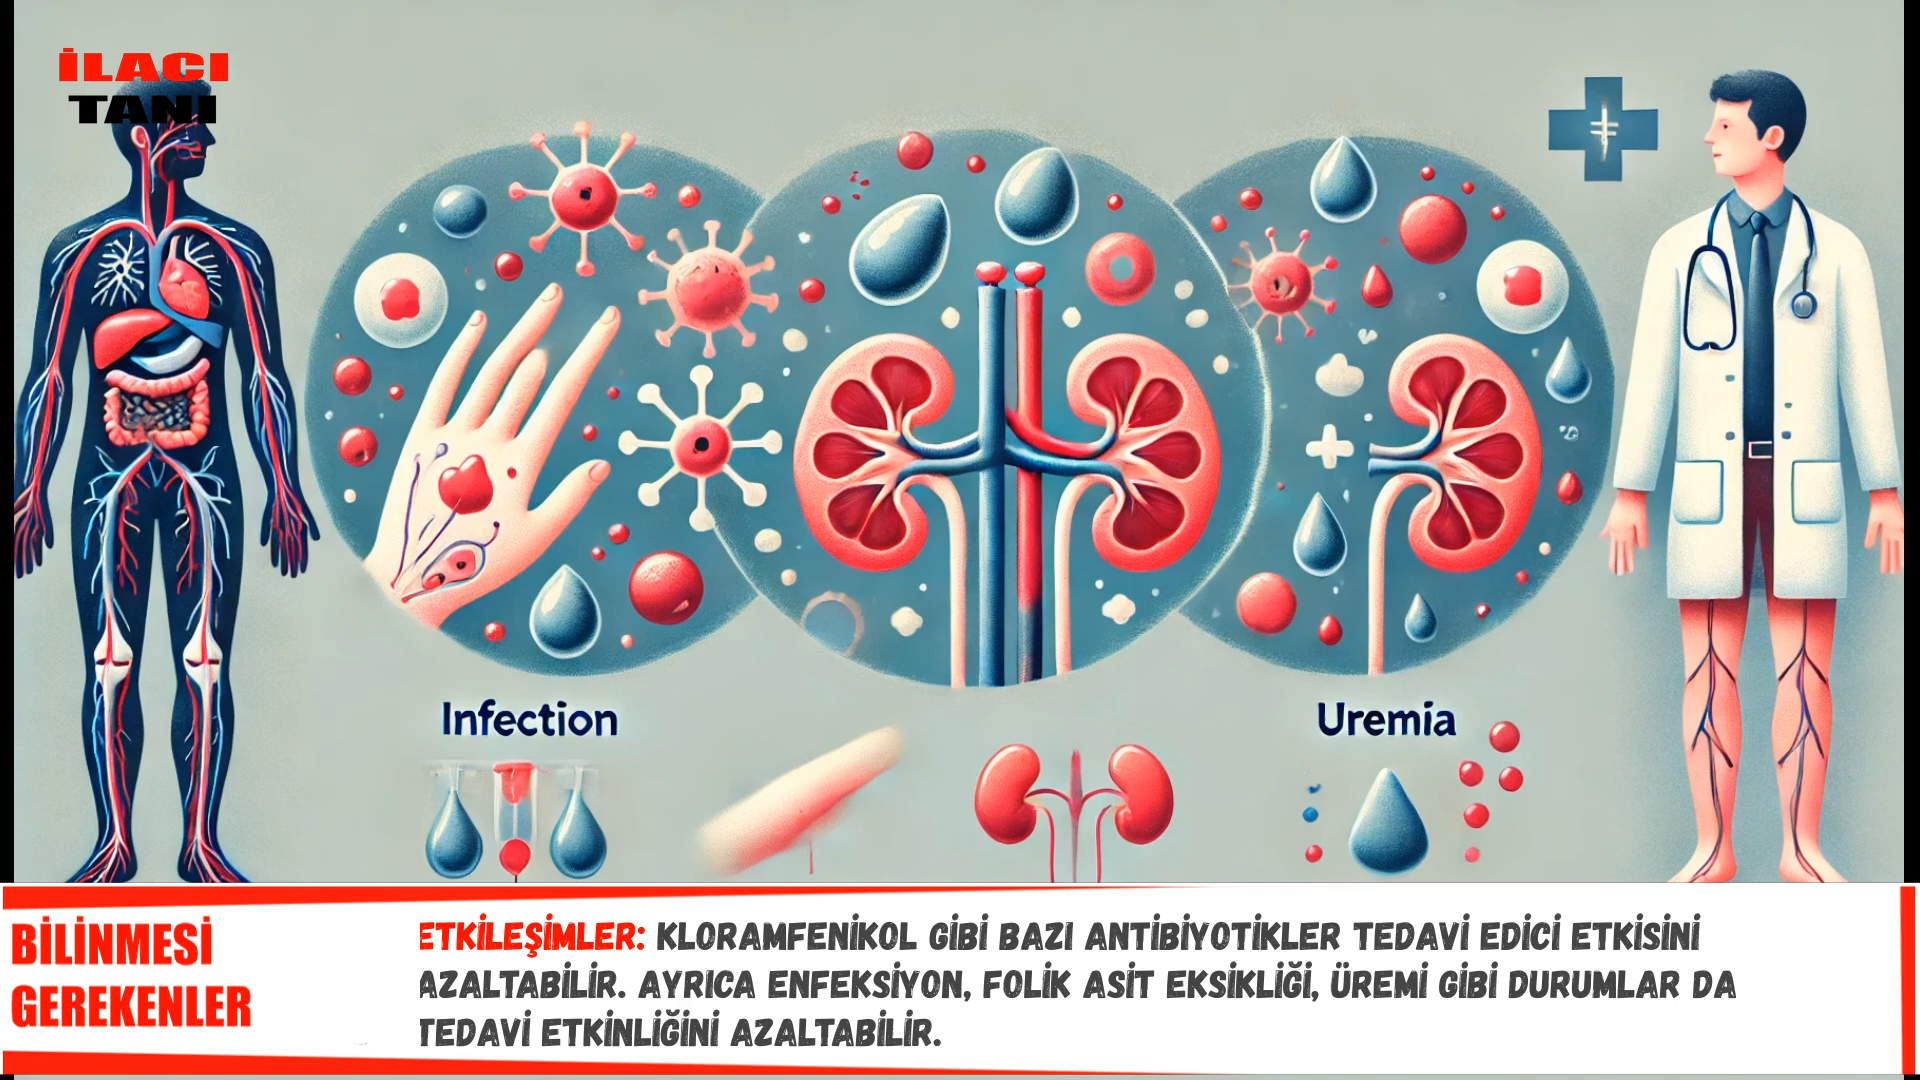 İLACI
TANI
Infection
Uremia
BİLİNMESİ
GEREKENLER
ETKİLEŞİMLER: KLORAMFENİKOL GİBİ BAZI ANTİBİYOTİKLER TEDAVİ EDİCİ ETKİSİNİ
AZALTABİLİR. AYRICA ENFEKSİYON, FOLİK ASİT EKSİKLİĞİ, ÜREMİ GİBİ DURUMLAR DA
TEDAVİ ETKİNLİĞİNİ AZALTABİLİR.